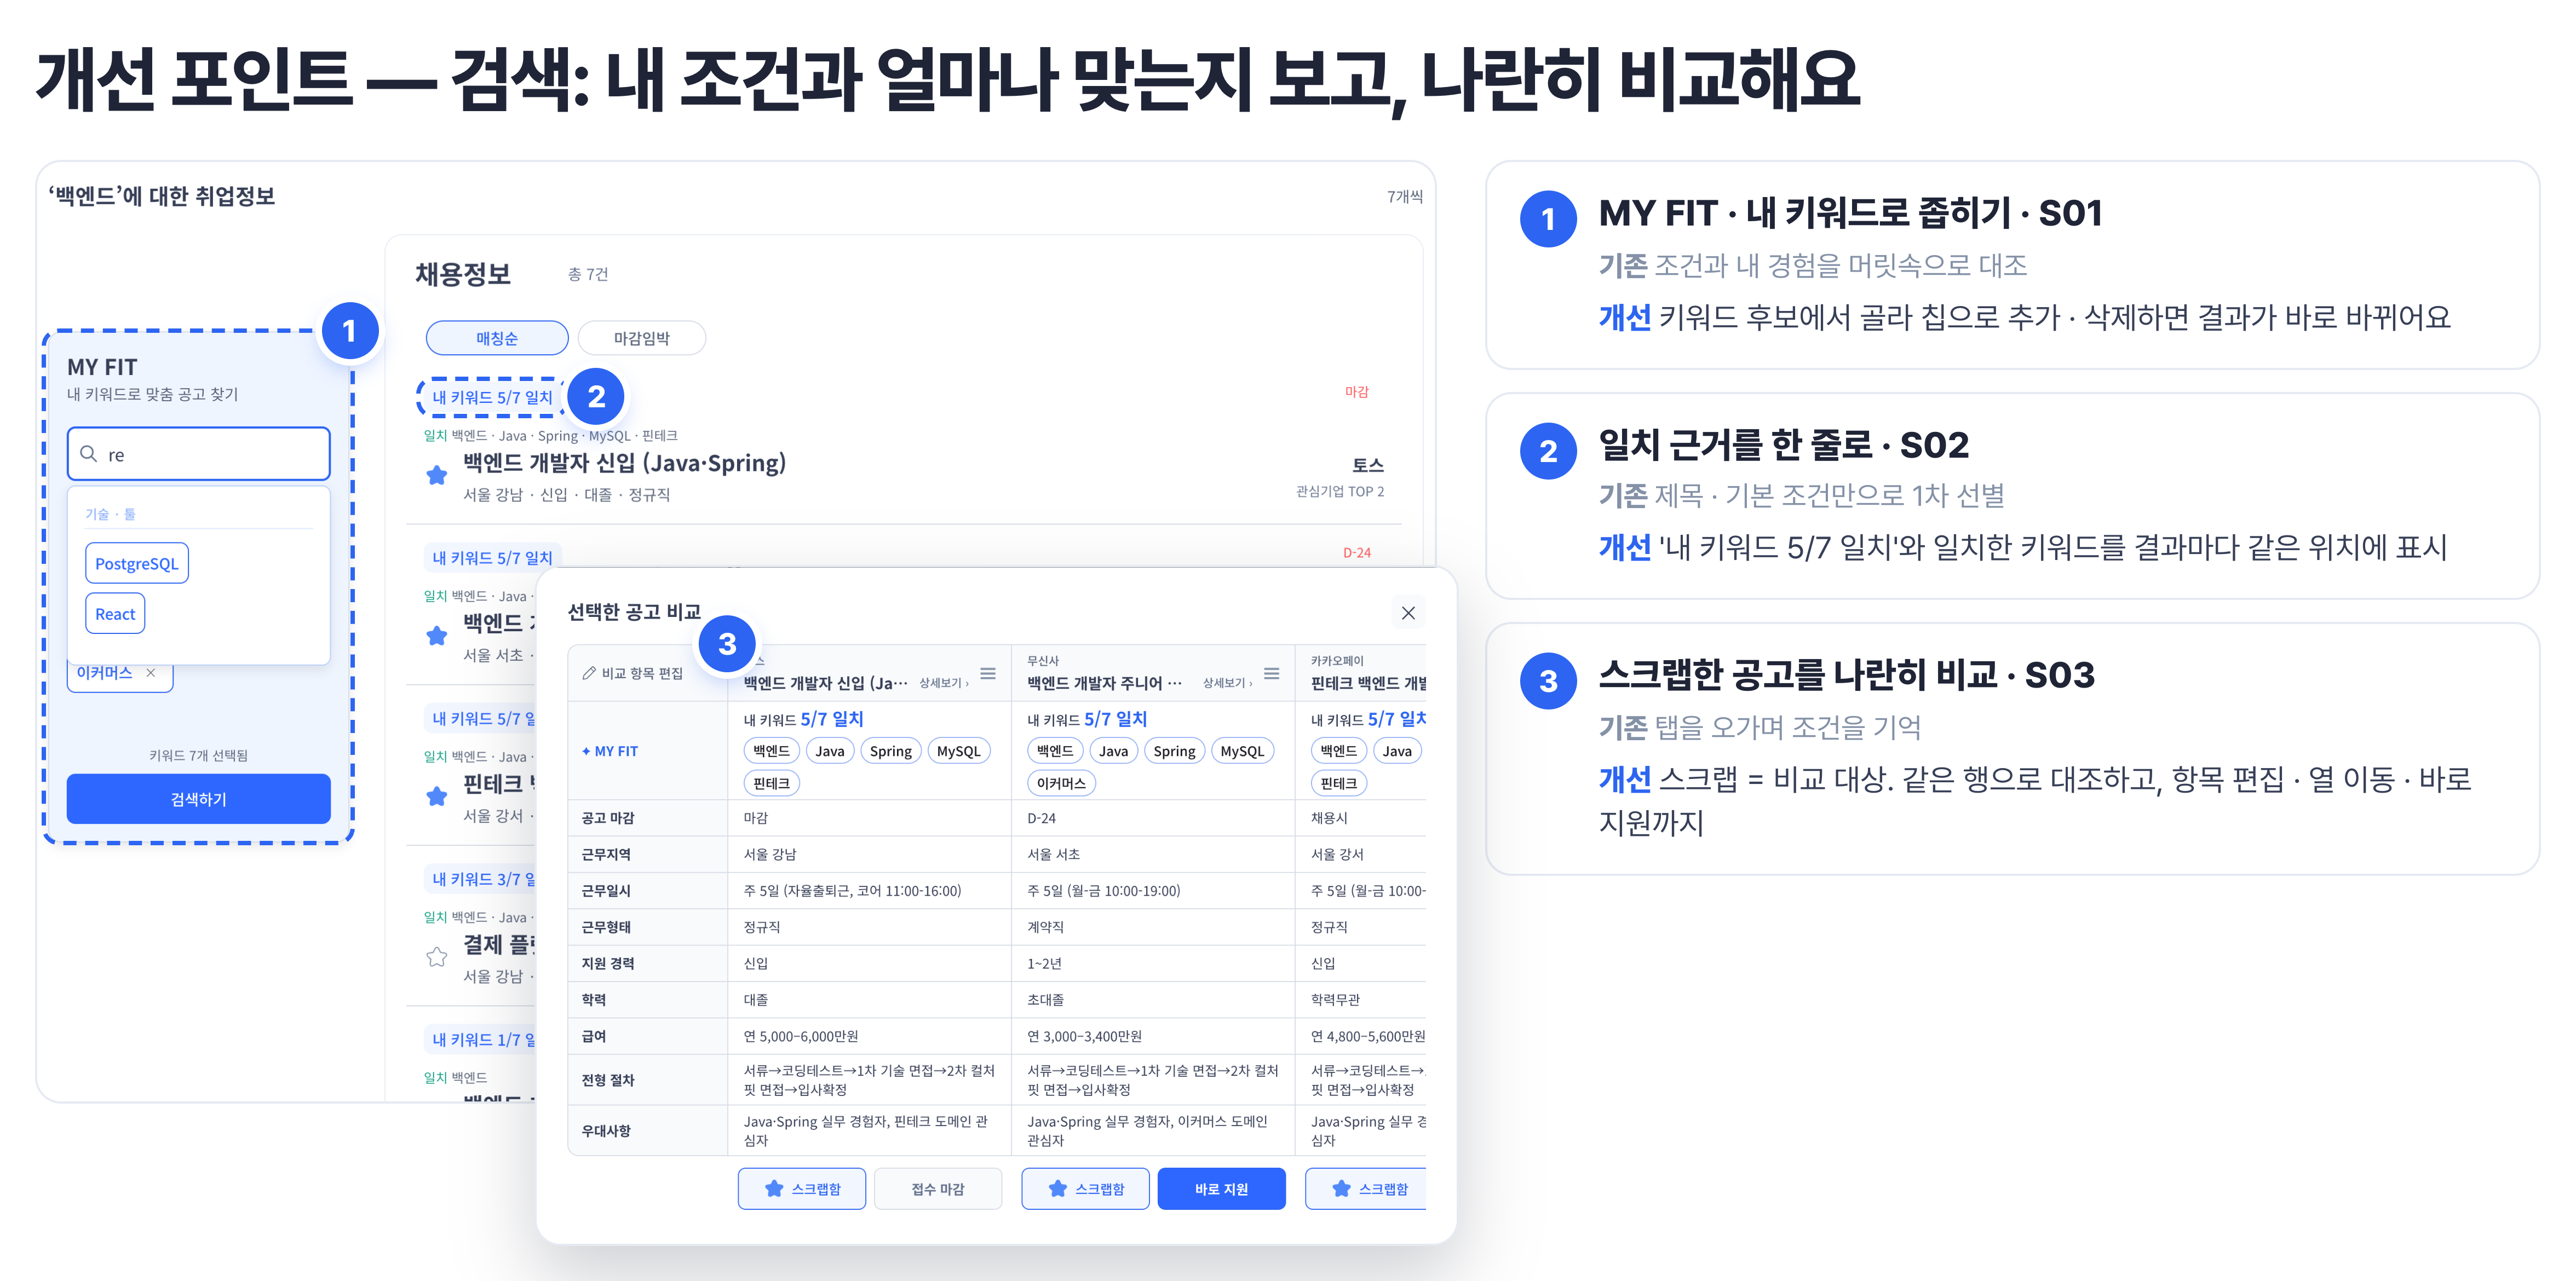 개선 포인트 — 검색: 내 조건과 얼마나 맞는지 보고, 나란히 비교해요
‘백엔드’에 대한 취업정보
7개씩
채용정보
총 7건
매칭순
마감임박
1
MY FIT
내 키워드로 맞춤 공고 찾기
re
기술 · 툴
PostgreSQL
React
이커머스 ×
키워드 7개 선택됨
검색하기
내 키워드 5/7 일치
2
마감
일치 백엔드 · Java · Spring · MySQL · 핀테크
백엔드 개발자 신입 (Java·Spring)
토스
서울 강남 · 신입 · 대졸 · 정규직
관심기업 TOP 2
내 키워드 5/7 일치
D-24
일치 백엔드 · Java ·
백엔드
서울 서초 ·
내 키워드 5/7
일치 백엔드 · Java ·
핀테크
서울 강서 ·
내 키워드 3/7
일치 백엔드 · Java ·
결제
서울 강남 ·
내 키워드 1/7
일치 백엔드
선택한 공고 비교
3
비교 항목 편집
백엔드 개발자 신입 (Ja… 상세보기 ›
무신사
백엔드 개발자 주니어 … 상세보기 ›
카카오페이
핀테크 백엔드
✦ MY FIT
내 키워드 5/7 일치
백엔드 Java Spring MySQL
핀테크
내 키워드 5/7 일치
백엔드 Java Spring MySQL
이커머스
내 키워드 5/7 일치
백엔드 Java
핀테크
공고 마감 마감 D-24 채용시
근무지역 서울 강남 서울 서초 서울 강서
근무일시 주 5일 (자율출퇴근, 코어 11:00-16:00) 주 5일 (월-금 10:00-19:00) 주 5일 (월-금 10:00-
근무형태 정규직 계약직 정규직
지원 경력 신입 1~2년 신입
학력 대졸 초대졸 학력무관
급여 연 5,000–6,000만원 연 3,000–3,400만원 연 4,800–5,600만원
전형 절차
서류→코딩테스트→1차 기술 면접→2차 컬처
핏 면접→입사확정
서류→코딩테스트→1차 기술 면접→2차 컬처
핏 면접→입사확정
서류→코딩테스트→
핏 면접→입사확정
우대사항
Java·Spring 실무 경험자, 핀테크 도메인 관
심자
Java·Spring 실무 경험자, 이커머스 도메인
관심자
Java·Spring 실무
심자
스크랩함 접수 마감 스크랩함 바로 지원 스크랩함
1
MY FIT · 내 키워드로 좁히기 · S01
기존 조건과 내 경험을 머릿속으로 대조
개선 키워드 후보에서 골라 칩으로 추가 · 삭제하면 결과가 바로 바뀌어요
2
일치 근거를 한 줄로 · S02
기존 제목 · 기본 조건만으로 1차 선별
개선 '내 키워드 5/7 일치'와 일치한 키워드를 결과마다 같은 위치에 표시
3
스크랩한 공고를 나란히 비교 · S03
기존 탭을 오가며 조건을 기억
개선 스크랩 = 비교 대상. 같은 행으로 대조하고, 항목 편집 · 열 이동 · 바로
지원까지